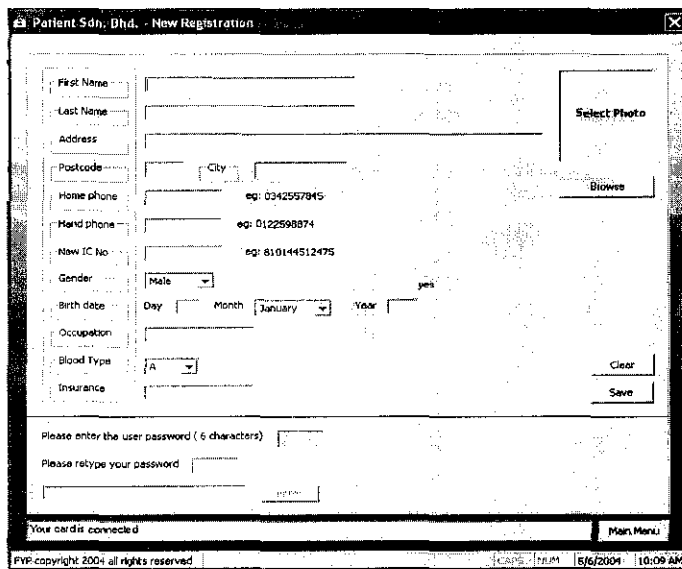 Patient Sdn. Bhd. - New Registration
First Name
Last Name
Select Photo
Address
Postcode City
Browse
Home phone eg: 0342557845
Hand phone eg: 0122598874
New IC No eg: 810144512475
Gender Male yes
Birth date Day Month January Year
Occupation
Blood Type A Clear
Insurance Save
Please enter the user password ( 6 characters)
Please retype your password
Your card is connected Main Menu
FYP copyright 2004 all rights reserved CAPS NUM 6/6/2004 10:09 AM